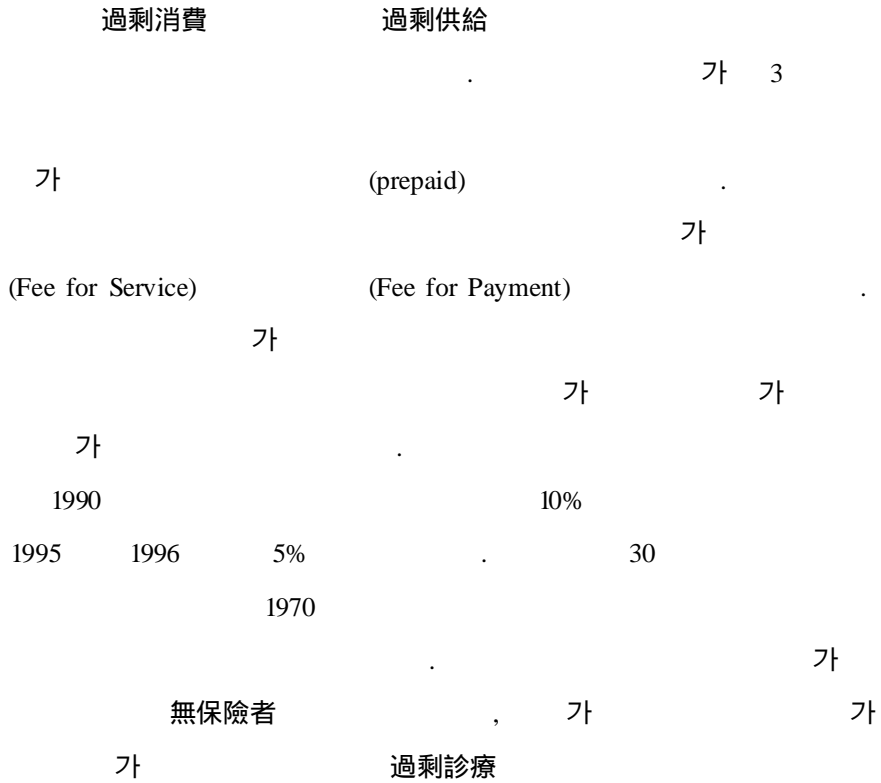 過剩消費 過剩供給
. 가 3
가 (prepaid) .
가
(Fee for Service) (Fee for Payment) .
가
가 가
가 .
1990 10%
1995 1996 5% . 30
1970
. 가
無保險者 , 가 가
가 過剩診療